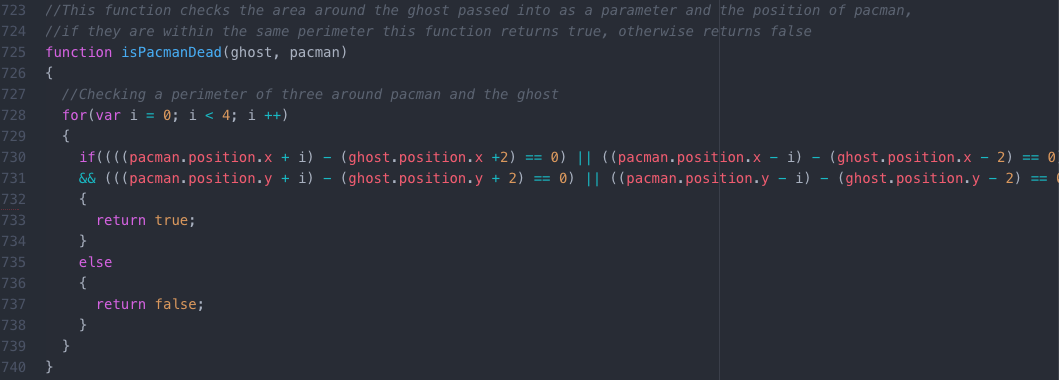 723 //This function checks the area around the ghost passed into as a parameter and the position of pacman,
724 //if they are within the same perimeter this function returns true, otherwise returns false
725 function isPacmanDead(ghost, pacman)
726 {
727 //Checking a perimeter of three around pacman and the ghost
728 for(var i = 0; i < 4; i ++)
729 {
730 if((((pacman.position.x + i) - (ghost.position.x +2) == 0) || ((pacman.position.x - i) - (ghost.position.x - 2) == 0
731 && (((pacman.position.y + i) - (ghost.position.y + 2) == 0) || ((pacman.position.y - i) - (ghost.position.y - 2) == 0
732 {
733 return true;
734 }
735 else
736 {
737 return false;
738 }
739 }
740 }